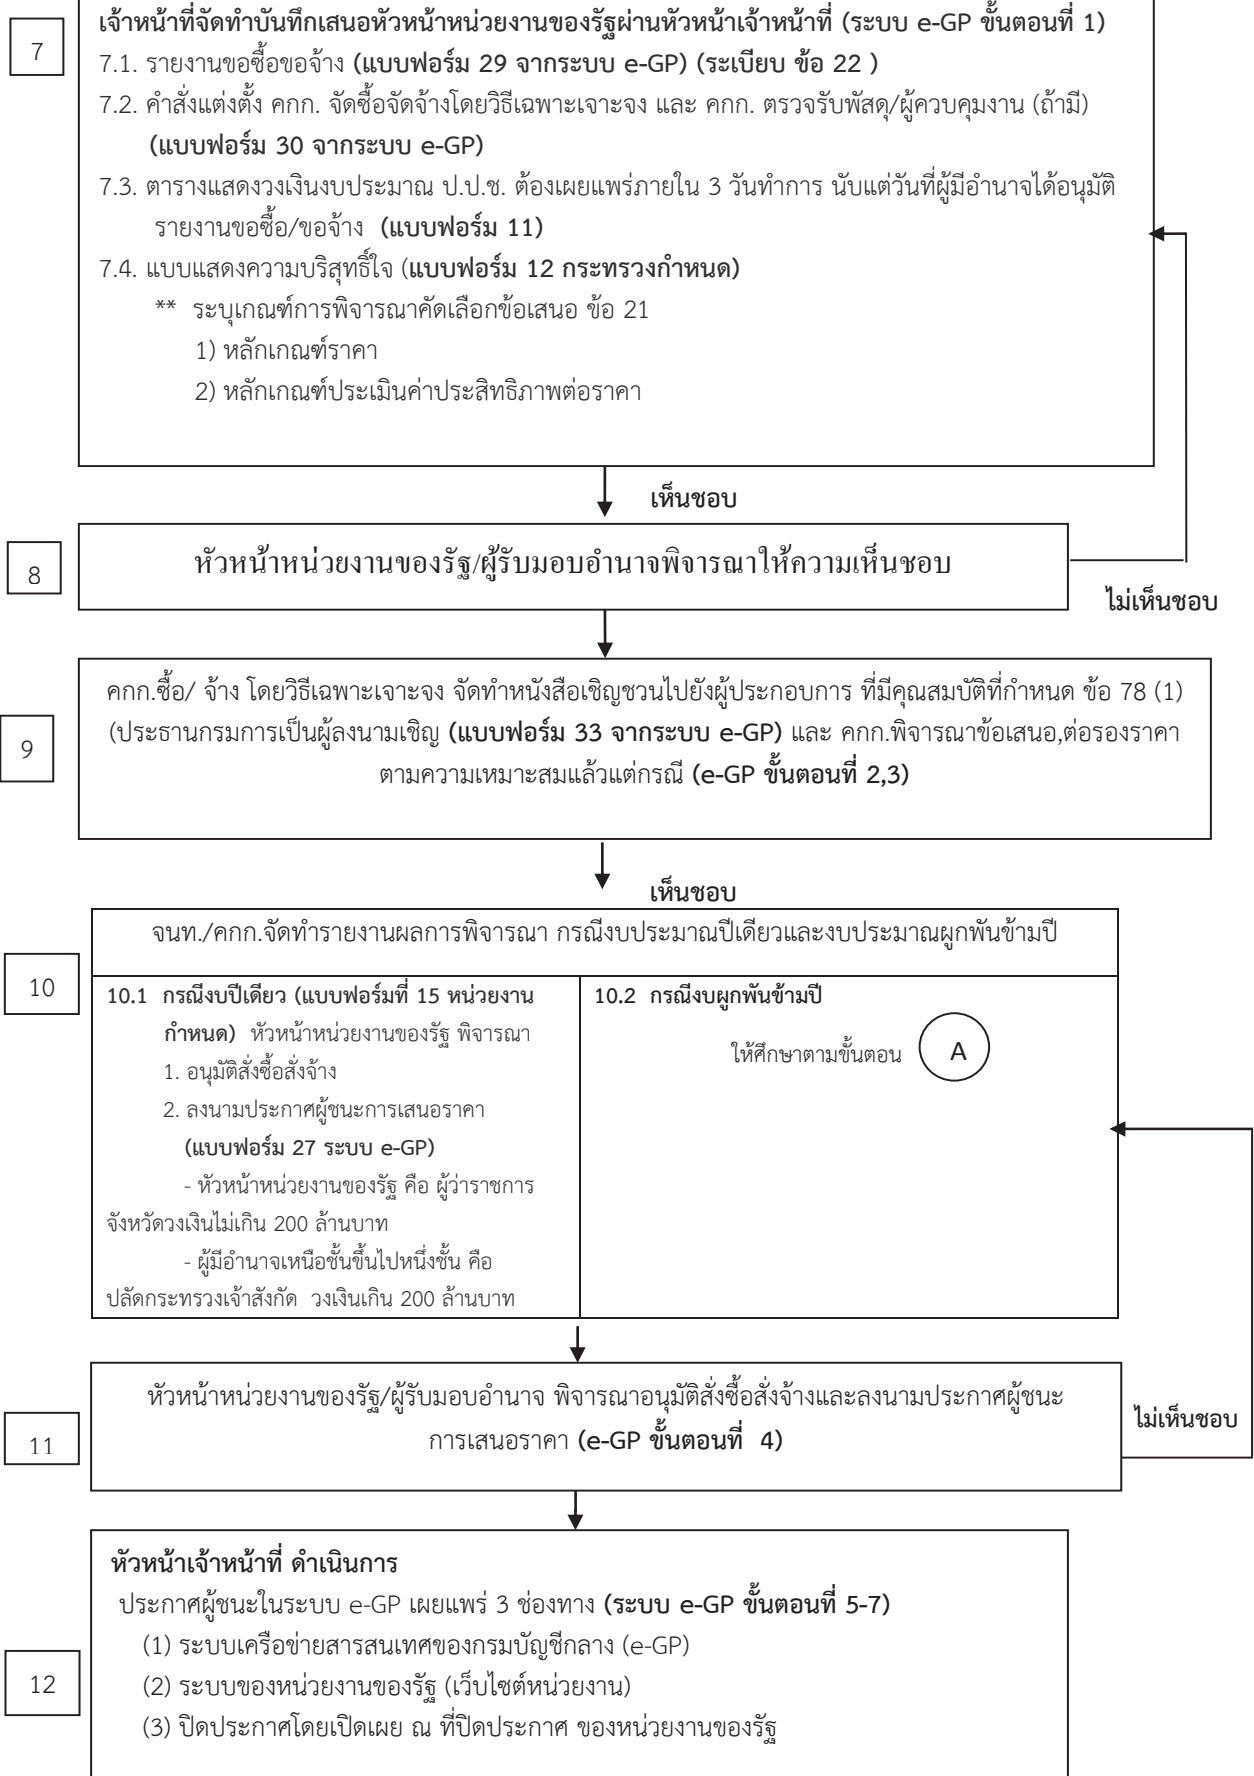 7
เจ้าหน้าที่จัดทำบันทึกเสนอหัวหน้าหน่วยงานของรัฐผ่านหัวหน้าเจ้าหน้าที่ (ระบบ e-GP ขั้นตอนที่ 1)
7.1. รายงานขอซื้อขอจ้าง (แบบฟอร์ม 29 จากระบบ e-GP) (ระเบียบ ข้อ 22 )
7.2. คำสั่งแต่งตั้ง คกก. จัดซื้อจัดจ้างโดยวิธีเฉพาะเจาะจง และ คกก. ตรวจรับพัสดุ/ผู้ควบคุมงาน (ถ้ามี)
(แบบฟอร์ม 30 จากระบบ e-GP)
7.3. ตารางแสดงวงเงินงบประมาณ ป.ป.ช. ต้องเผยแพร่ภายใน 3 วันทำการ นับแต่วันที่ผู้มีอำนาจได้อนุมัติ
รายงานขอซื้อ/ขอจ้าง (แบบฟอร์ม 11)
7.4. แบบแสดงความบริสุทธิ์ใจ (แบบฟอร์ม 12 กระทรวงกำหนด)
** ระบุเกณฑ์การพิจารณาคัดเลือกข้อเสนอ ข้อ 21
1) หลักเกณฑ์ราคา
2) หลักเกณฑ์ประเมินค่าประสิทธิภาพต่อราคา
เห็นชอบ
8
หัวหน้าหน่วยงานของรัฐ/ผู้รับมอบอำนาจพิจารณาให้ความเห็นชอบ
ไม่เห็นชอบ
9
คกก.ซื้อ/ จ้าง โดยวิธีเฉพาะเจาะจง จัดทำหนังสือเชิญชวนไปยังผู้ประกอบการ ที่มีคุณสมบัติที่กำหนด ข้อ 78 (1)
(ประธานกรมการเป็นผู้ลงนามเชิญ (แบบฟอร์ม 33 จากระบบ e-GP) และ คกก.พิจารณาข้อเสนอ,ต่อรองราคา
ตามความเหมาะสมแล้วแต่กรณี (e-GP ขั้นตอนที่ 2,3)
เห็นชอบ
10
จนท./คกก.จัดทำรายงานผลการพิจารณา กรณีงบประมาณปีเดียวและงบประมาณผูกพันข้ามปี
10.1 กรณีงบปีเดียว (แบบฟอร์มที่ 15 หน่วยงาน
กำหนด) หัวหน้าหน่วยงานของรัฐ พิจารณา
1. อนุมัติสั่งซื้อสั่งจ้าง
2. ลงนามประกาศผู้ชนะการเสนอราคา
(แบบฟอร์ม 27 ระบบ e-GP)
- หัวหน้าหน่วยงานของรัฐ คือ ผู้ว่าราชการ
จังหวัดวงเงินไม่เกิน 200 ล้านบาท
- ผู้มีอำนาจเหนือชั้นขึ้นไปหนึ่งชั้น คือ
ปลัดกระทรวงเจ้าสังกัด วงเงินเกิน 200 ล้านบาท
10.2 กรณีงบผูกพันข้ามปี
ให้ศึกษาตามขั้นตอน A
11
หัวหน้าหน่วยงานของรัฐ/ผู้รับมอบอำนาจ พิจารณาอนุมัติสั่งซื้อสั่งจ้างและลงนามประกาศผู้ชนะ
การเสนอราคา (e-GP ขั้นตอนที่ 4)
ไม่เห็นชอบ
12
หัวหน้าเจ้าหน้าที่ ดำเนินการ
ประกาศผู้ชนะในระบบ e-GP เผยแพร่ 3 ช่องทาง (ระบบ e-GP ขั้นตอนที่ 5-7)
(1) ระบบเครือข่ายสารสนเทศของกรมบัญชีกลาง (e-GP)
(2) ระบบของหน่วยงานของรัฐ (เว็บไซต์หน่วยงาน)
(3) ปิดประกาศโดยเปิดเผย ณ ที่ปิดประกาศ ของหน่วยงานของรัฐ